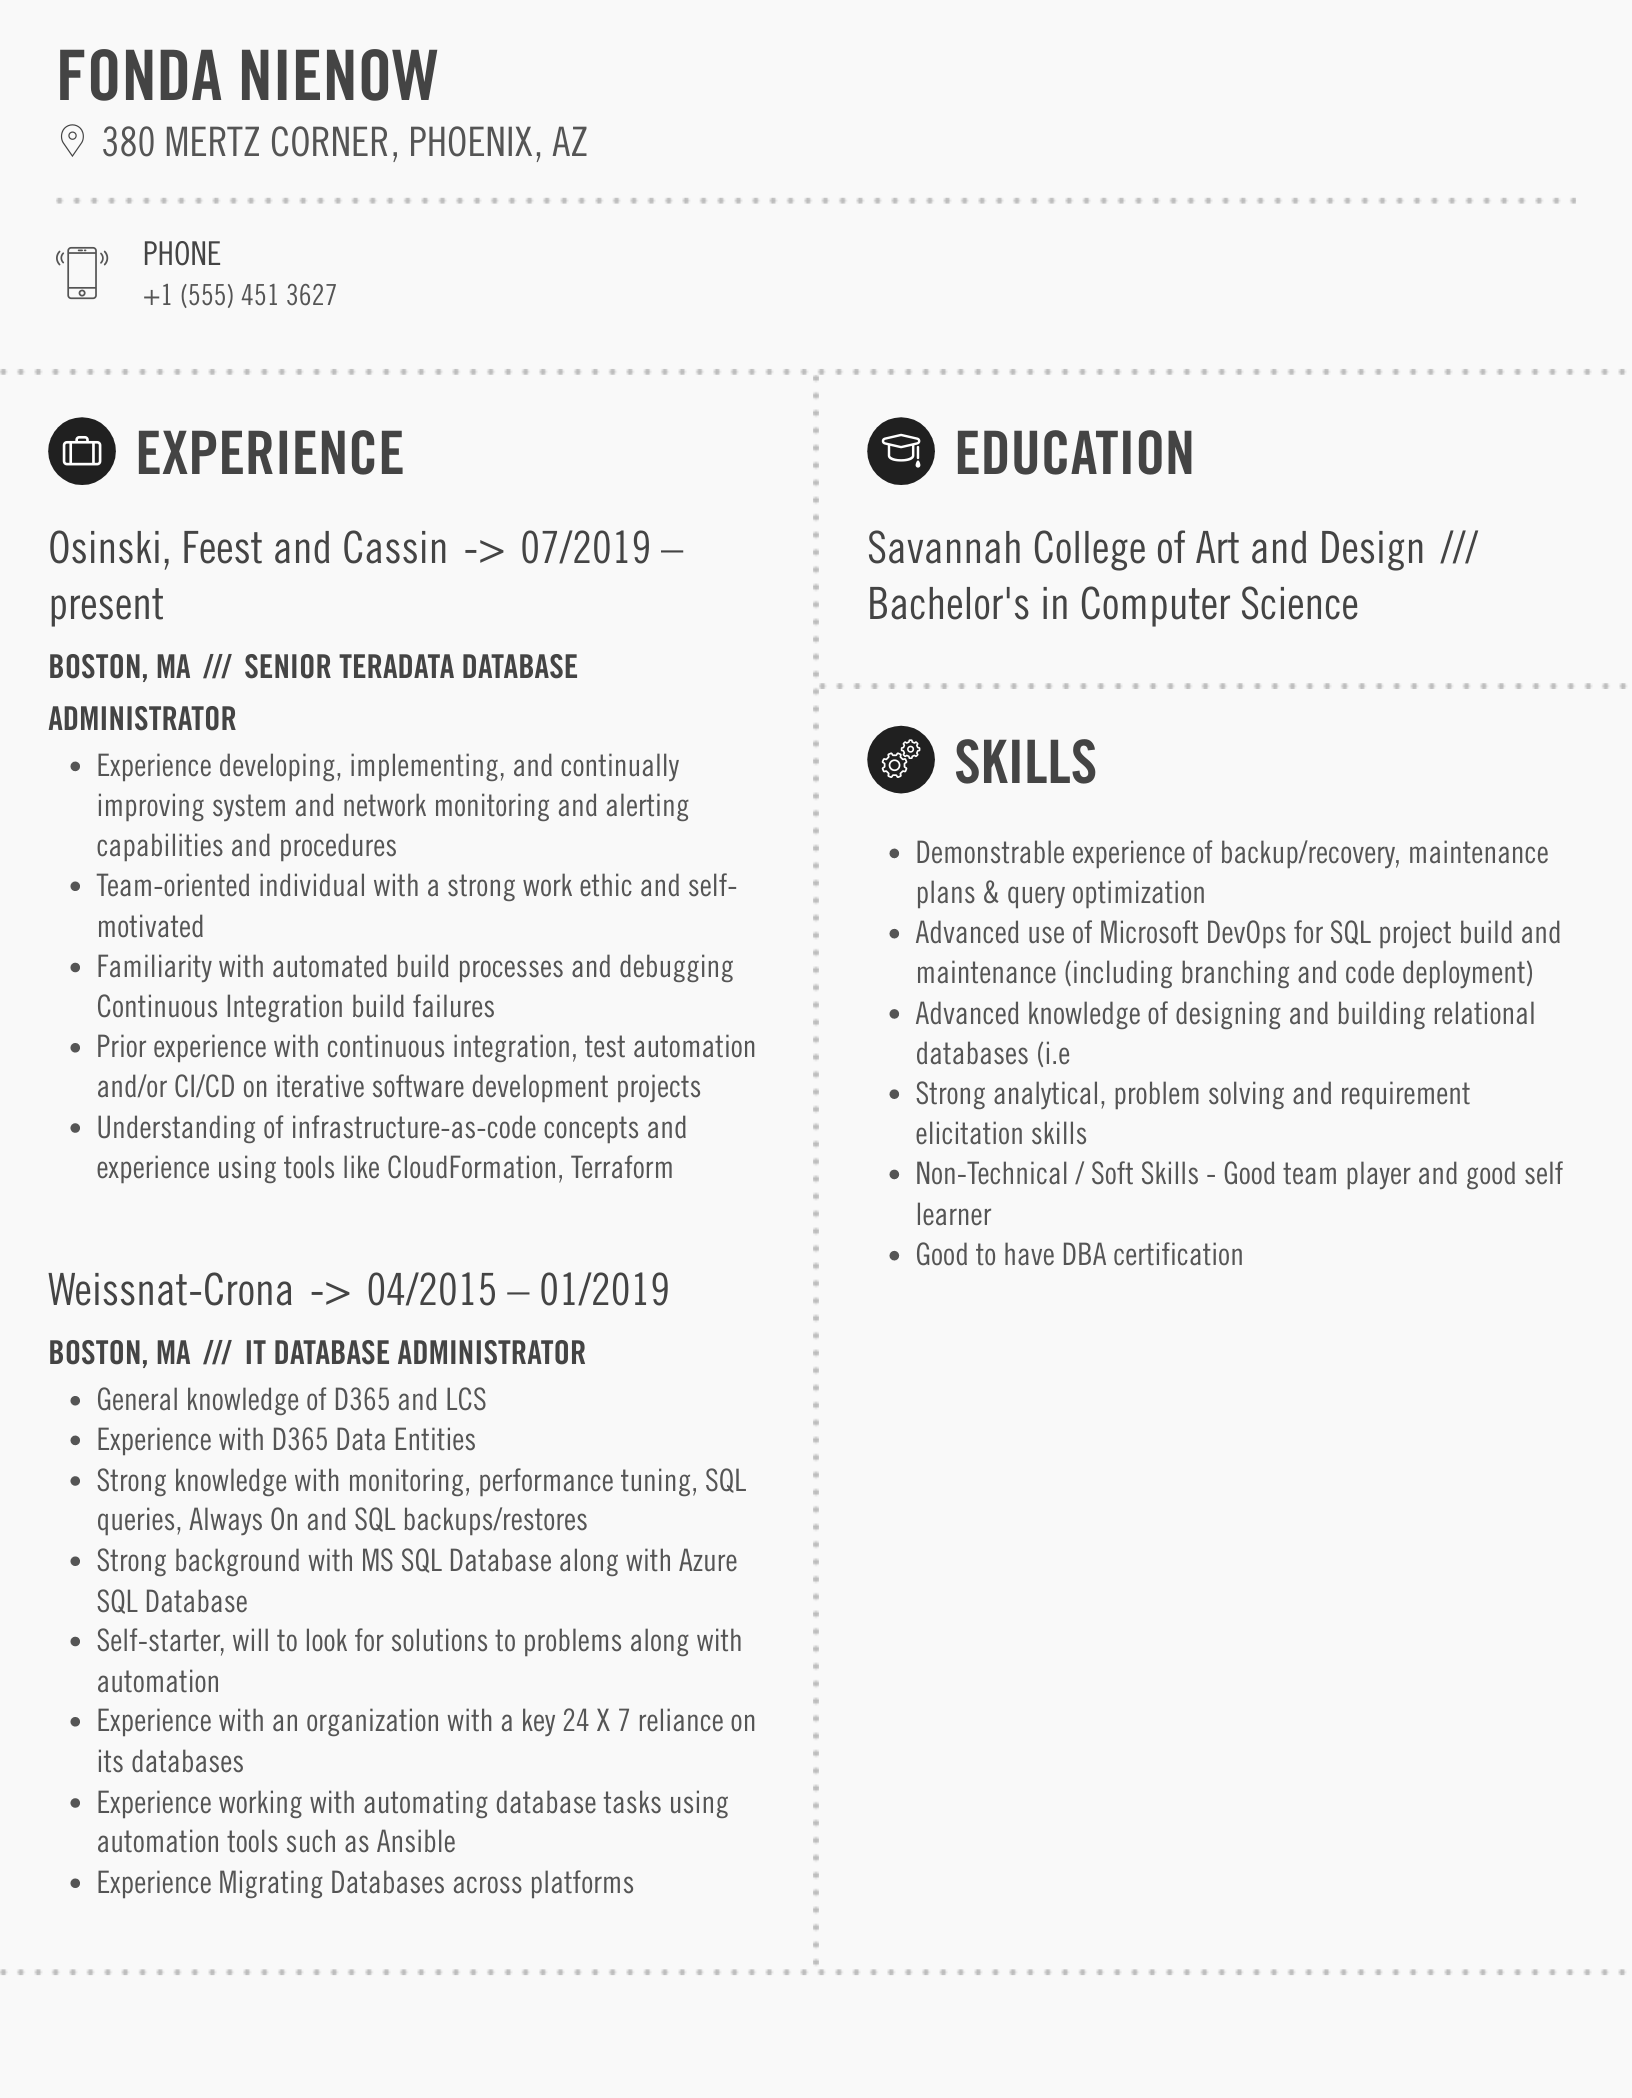 FONDA NIENOW
380 MERTZ CORNER, PHOENIX, AZ
PHONE
+1 (555) 451 3627
EXPERIENCE
Osinski, Feest and Cassin -> 07/2019 –
present
BOSTON, MA /// SENIOR TERADATA DATABASE
ADMINISTRATOR
• Experience developing, implementing, and continually
improving system and network monitoring and alerting
capabilities and procedures
• Team-oriented individual with a strong work ethic and self-
motivated
• Familiarity with automated build processes and debugging
Continuous Integration build failures
• Prior experience with continuous integration, test automation
and/or CI/CD on iterative software development projects
• Understanding of infrastructure-as-code concepts and
experience using tools like CloudFormation, Terraform
Weissnat-Crona -> 04/2015 – 01/2019
BOSTON, MA /// IT DATABASE ADMINISTRATOR
• General knowledge of D365 and LCS
• Experience with D365 Data Entities
• Strong knowledge with monitoring, performance tuning, SQL
queries, Always On and SQL backups/restores
• Strong background with MS SQL Database along with Azure
SQL Database
• Self-starter, will to look for solutions to problems along with
automation
• Experience with an organization with a key 24 X 7 reliance on
its databases
• Experience working with automating database tasks using
automation tools such as Ansible
• Experience Migrating Databases across platforms
EDUCATION
Savannah College of Art and Design ///
Bachelor's in Computer Science
SKILLS
• Demonstrable experience of backup/recovery, maintenance
plans & query optimization
• Advanced use of Microsoft DevOps for SQL project build and
maintenance (including branching and code deployment)
• Advanced knowledge of designing and building relational
databases (i.e
• Strong analytical, problem solving and requirement
elicitation skills
• Non-Technical / Soft Skills - Good team player and good self
learner
• Good to have DBA certification